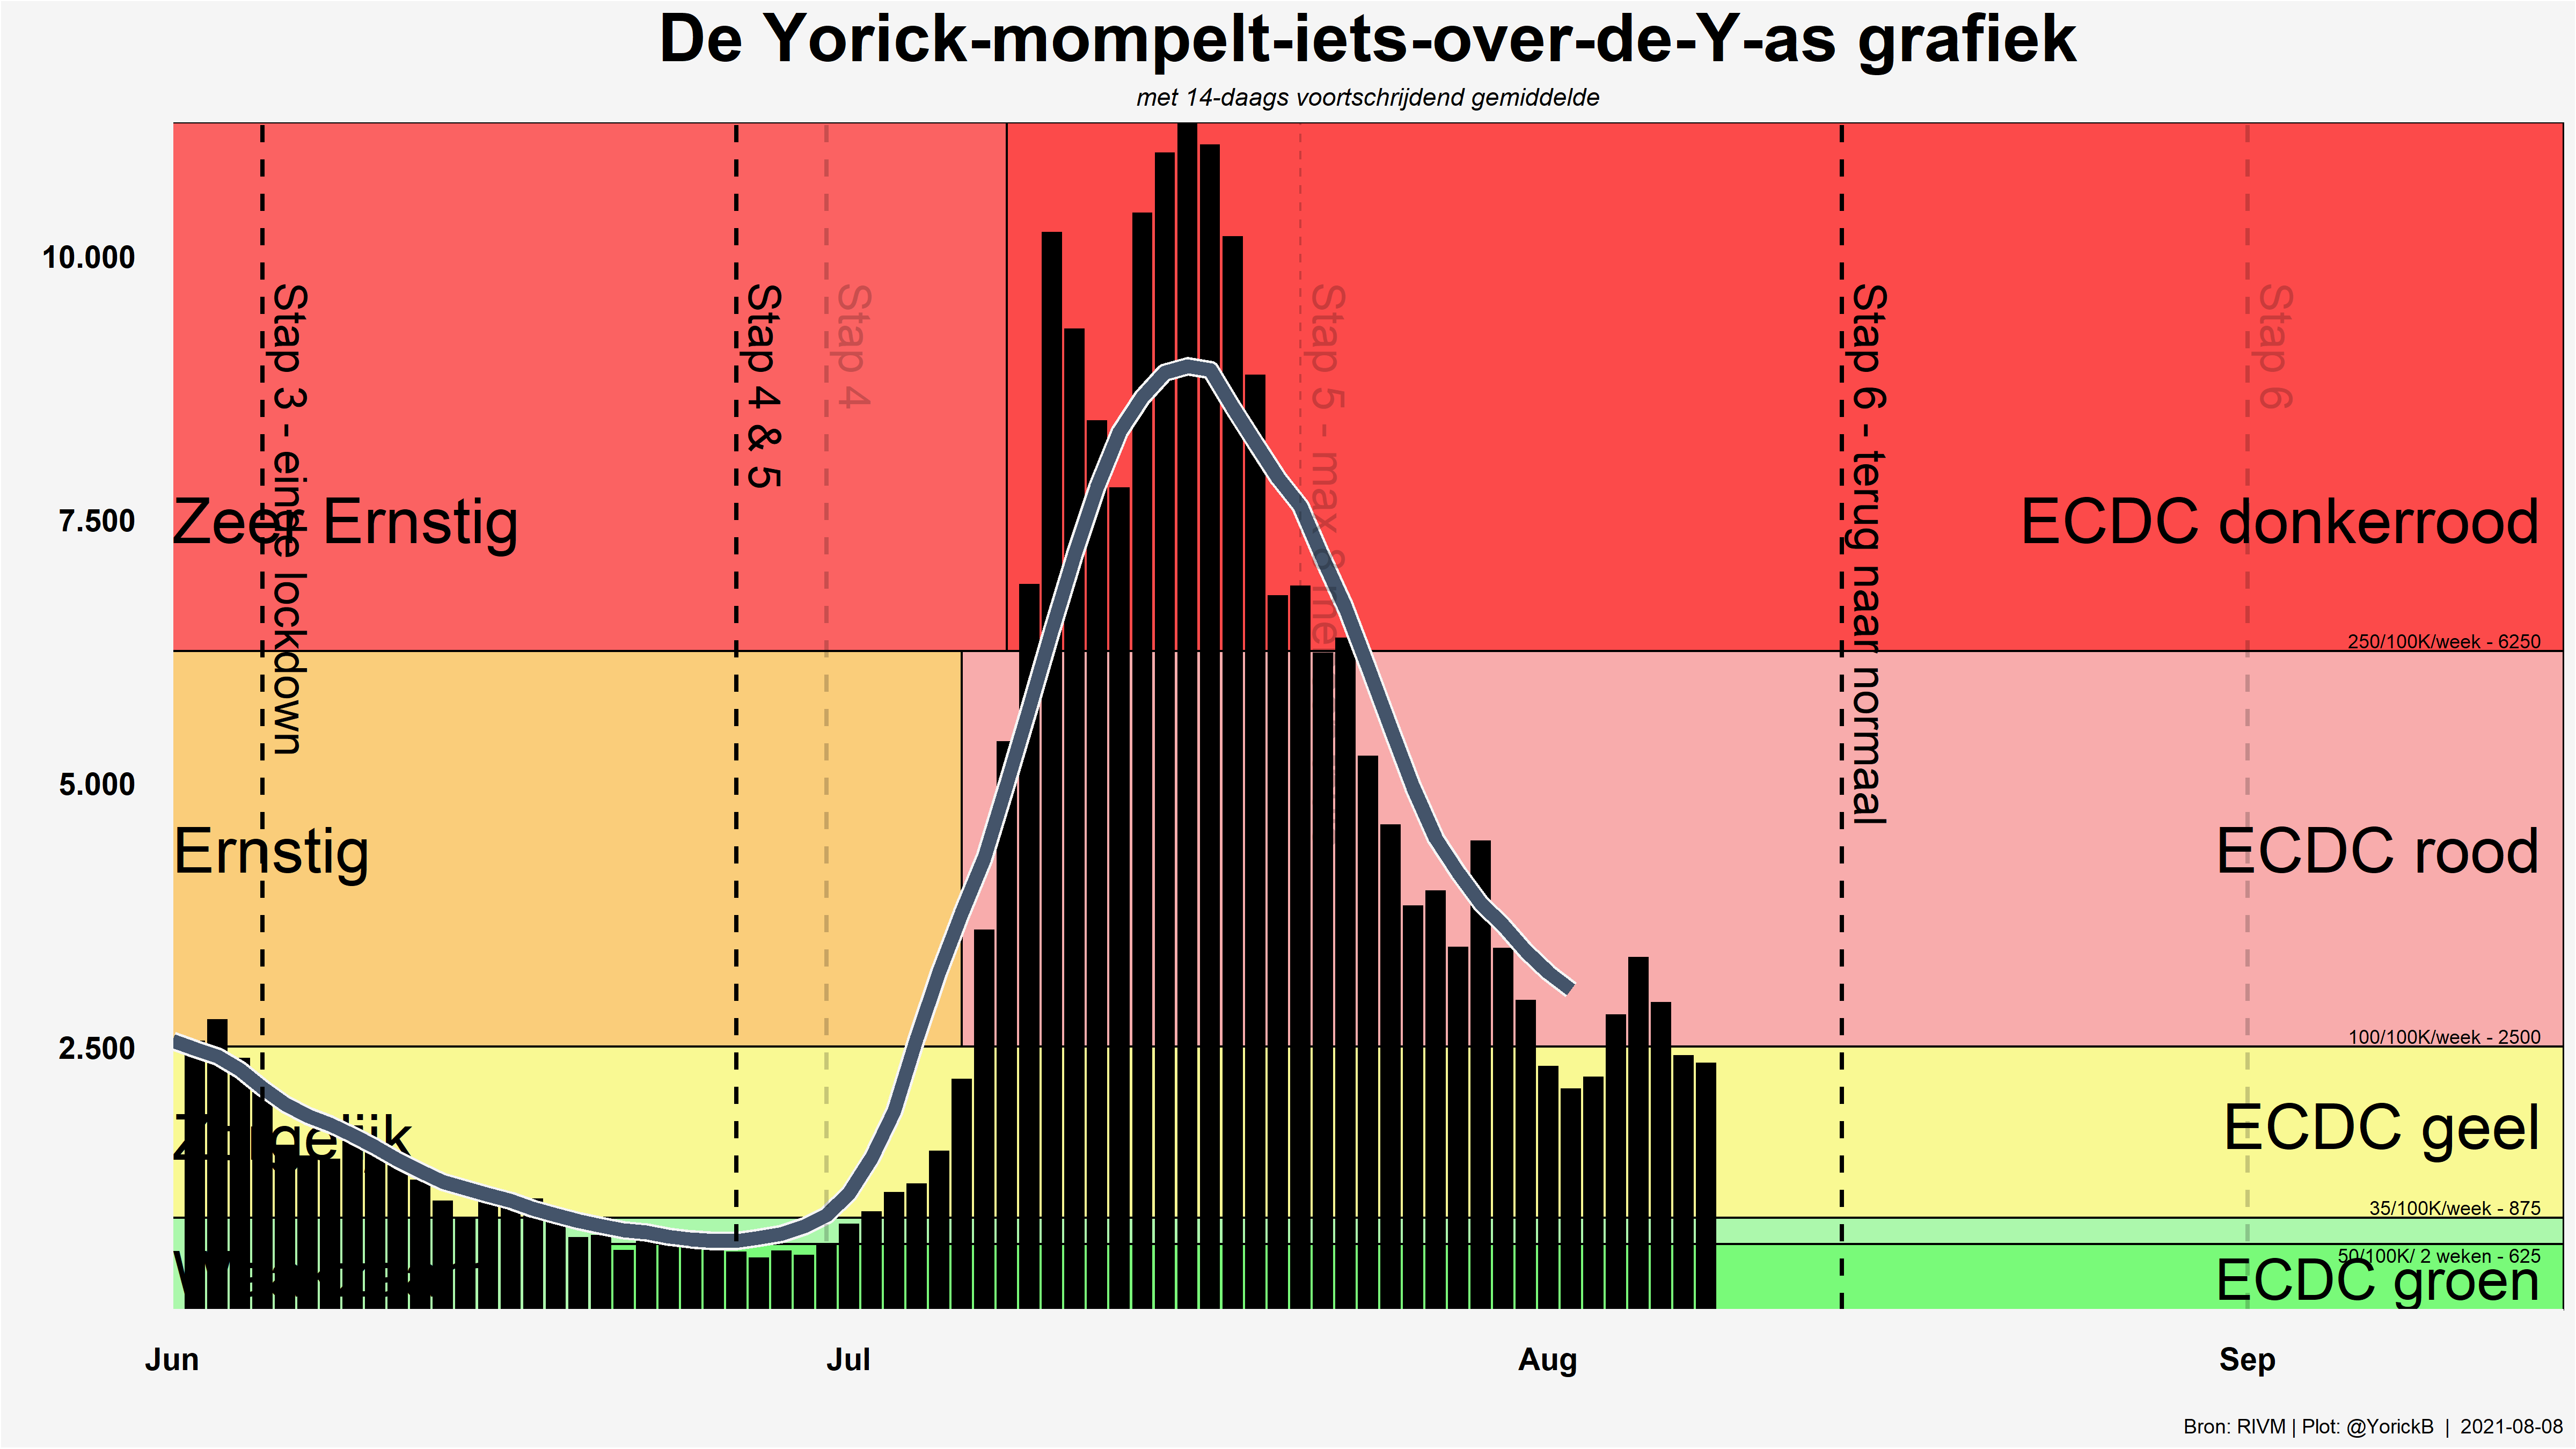 De Yorick-mompelt-iets-over-de-Y-as grafiek
met 14-daags voortschrijdend gemiddelde
10.000
7.500
5.000
2.500
Stap 3 - einde lockdown
Stap 4 & 5
Stap 4
Stap 5 - max 8
Stap 6 - terug naar normaal
Stap 6
Zeer Ernstig
ECDC donkerrood
250/100K/week - 6250
Ernstig
ECDC rood
100/100K/week - 2500
Zorgelijk
ECDC geel
35/100K/week - 875
50/100K/ 2 weken - 625
ECDC groen
Jun
Jul
Aug
Sep
Bron: RIVM | Plot: @YorickB | 2021-08-08